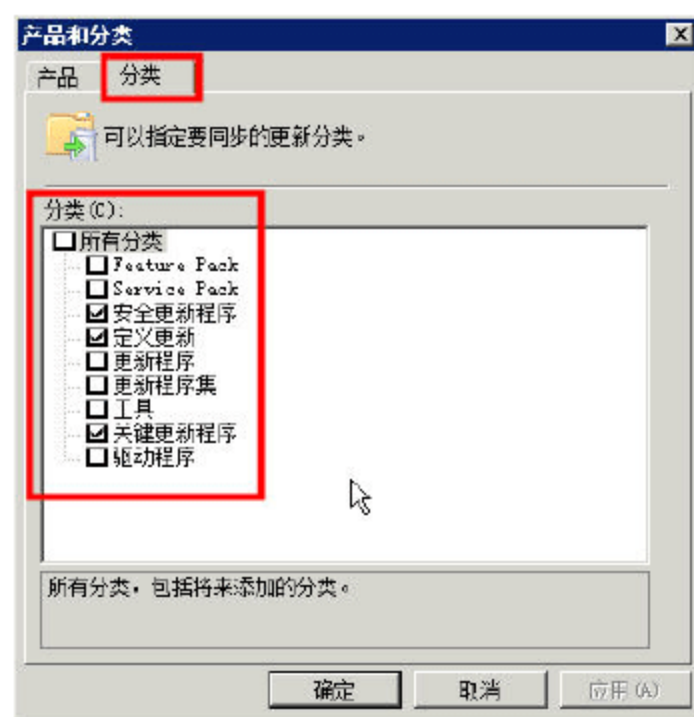 产品和分类
产品 分类
可以指定要同步的更新分类。
分类(C):
所有分类
Feature Pack
Service Pack
安全更新程序
定义更新
更新程序
更新程序集
工具
关键更新程序
驱动程序
所有分类，包括将来添加的分类。
确定 取消 应用(A)